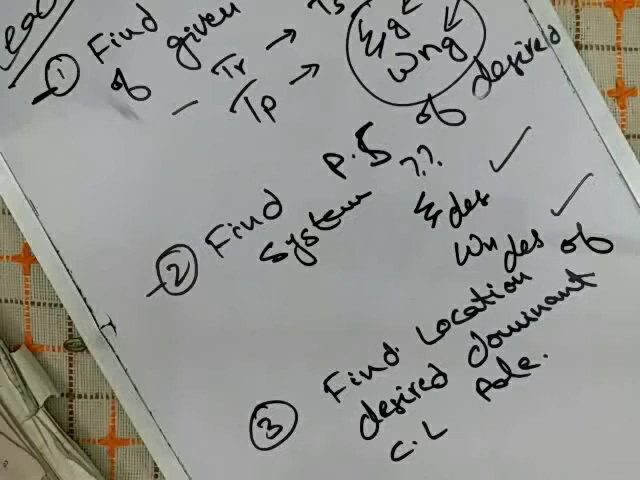 ① Find
of given
Tr → Ts
Tp →
ξg
wng
② Find P.S of desired
system ??
ξdes ✓
wn des ✓
③ Find Location of
desired dominant
C.L Pole.